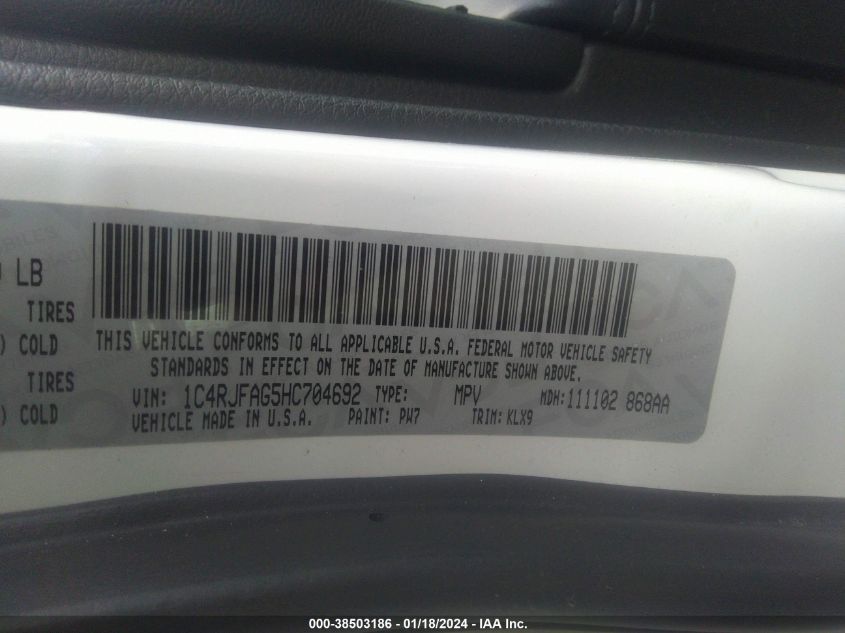 LB
TIRES
) COLD
TIRES
) COLD
THIS VEHICLE CONFORMS TO ALL APPLICABLE U.S.A. FEDERAL MOTOR VEHICLE SAFETY
STANDARDS IN EFFECT ON THE DATE OF MANUFACTURE SHOWN ABOVE.
VIN: 1C4RJFAG5HC704692 TYPE: MPV MDH:111102 868AA
VEHICLE MADE IN U.S.A. PAINT: PW7 TRIM: KLX9
000-38503186 - 01/18/2024 - IAA Inc.